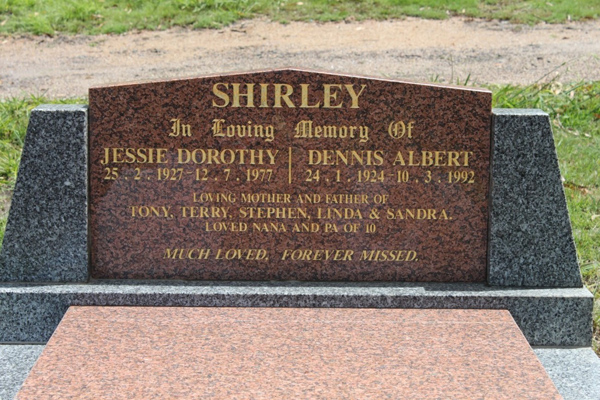 SHIRLEY
In Loving Memory Of
JESSIE DOROTHY | DENNIS ALBERT
25 . 2 . 1927 - 12 . 7 . 1977 | 24 . 1 . 1924 - 10 . 3 . 1992
LOVING MOTHER AND FATHER OF
TONY, TERRY, STEPHEN, LINDA & SANDRA.
LOVED NANA AND PA OF 10
MUCH LOVED, FOREVER MISSED.